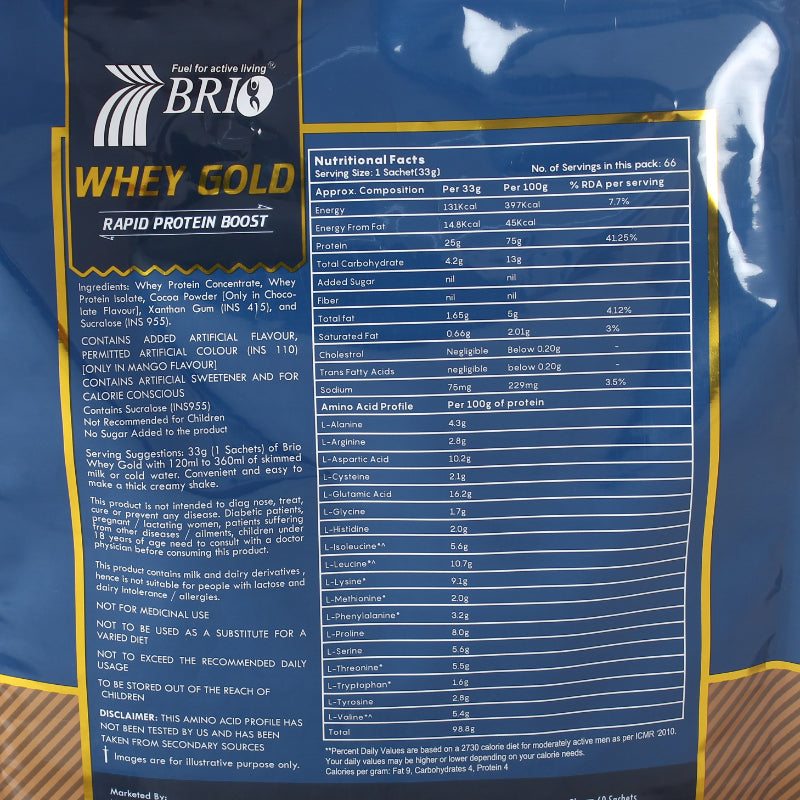 Fuel for active living®
BRIO
WHEY GOLD
RAPID PROTEIN BOOST
Ingredients: Whey Protein Concentrate, Whey
Protein Isolate, Cocoa Powder [Only in Choco-
late Flavour], Xanthan Gum (INS 415), and
Sucralose (INS 955).
CONTAINS ADDED ARTIFICIAL FLAVOUR,
PERMITTED ARTIFICIAL COLOUR (INS 110)
[ONLY IN MANGO FLAVOUR]
CONTAINS ARTIFICIAL SWEETENER AND FOR
CALORIE CONSCIOUS
Contains Sucralose (INS955)
Not Recommended for Children
No Sugar Added to the product
Serving Suggestions: 33g (1 Sachets) of Brio
Whey Gold with 120ml to 360ml of skimmed
milk or cold water. Convenient and easy to
make a thick creamy shake.
This product is not intended to diag nose, treat,
cure or prevent any disease. Diabetic patients,
pregnant / lactating women, patients suffering
from other diseases / ailments, children under
18 years of age need to consult with a doctor
physician before consuming this product.
This product contains milk and dairy derivatives ,
hence is not suitable for people with lactose and
dairy intolerance / allergies.
NOT FOR MEDICINAL USE
NOT TO BE USED AS A SUBSTITUTE FOR A
VARIED DIET
NOT TO EXCEED THE RECOMMENDED DAILY
USAGE
TO BE STORED OUT OF THE REACH OF
CHILDREN
DISCLAIMER: THIS AMINO ACID PROFILE HAS
NOT BEEN TESTED BY US AND HAS BEEN
TAKEN FROM SECONDARY SOURCES
† Images are for illustrative purpose only.
Marketed By:
Nutritional Facts
Serving Size: 1 Sachet(33g) No. of Servings in this pack: 66
Approx. Composition Per 33g Per 100g % RDA per serving
Energy 131Kcal 397Kcal 7.7%
Energy From Fat 14.8Kcal 45Kcal
Protein 25g 75g 41.25%
Total Carbohydrate 4.2g 13g
Added Sugar nil nil
Fiber nil nil
Total fat 1.65g 5g 4.12%
Saturated Fat 0.66g 2.01g 3%
Cholestrol Negligible Below 0.20g -
Trans Fatty Acids negligible below 0.20g -
Sodium 75mg 229mg 3.5%
Amino Acid Profile Per 100g of protein
L-Alanine 4.3g
L-Arginine 2.8g
L-Aspartic Acid 10.2g
L-Cysteine 2.1g
L-Glutamic Acid 16.2g
L-Glycine 1.7g
L-Histidine 2.0g
L-Isoleucine*^ 5.6g
L-Leucine*^ 10.7g
L-Lysine* 9.1g
L-Methionine* 2.0g
L-Phenylalanine* 3.2g
L-Proline 8.0g
L-Serine 5.6g
L-Threonine* 5.5g
L-Tryptophan* 1.6g
L-Tyrosine 2.8g
L-Valine*^ 5.4g
Total 98.8g
**Percent Daily Values are based on a 2730 calorie diet for moderately active men as per ICMR '2010.
Your daily values may be higher or lower depending on your calorie needs.
Calories per gram: Fat 9, Carbohydrates 4, Protein 4